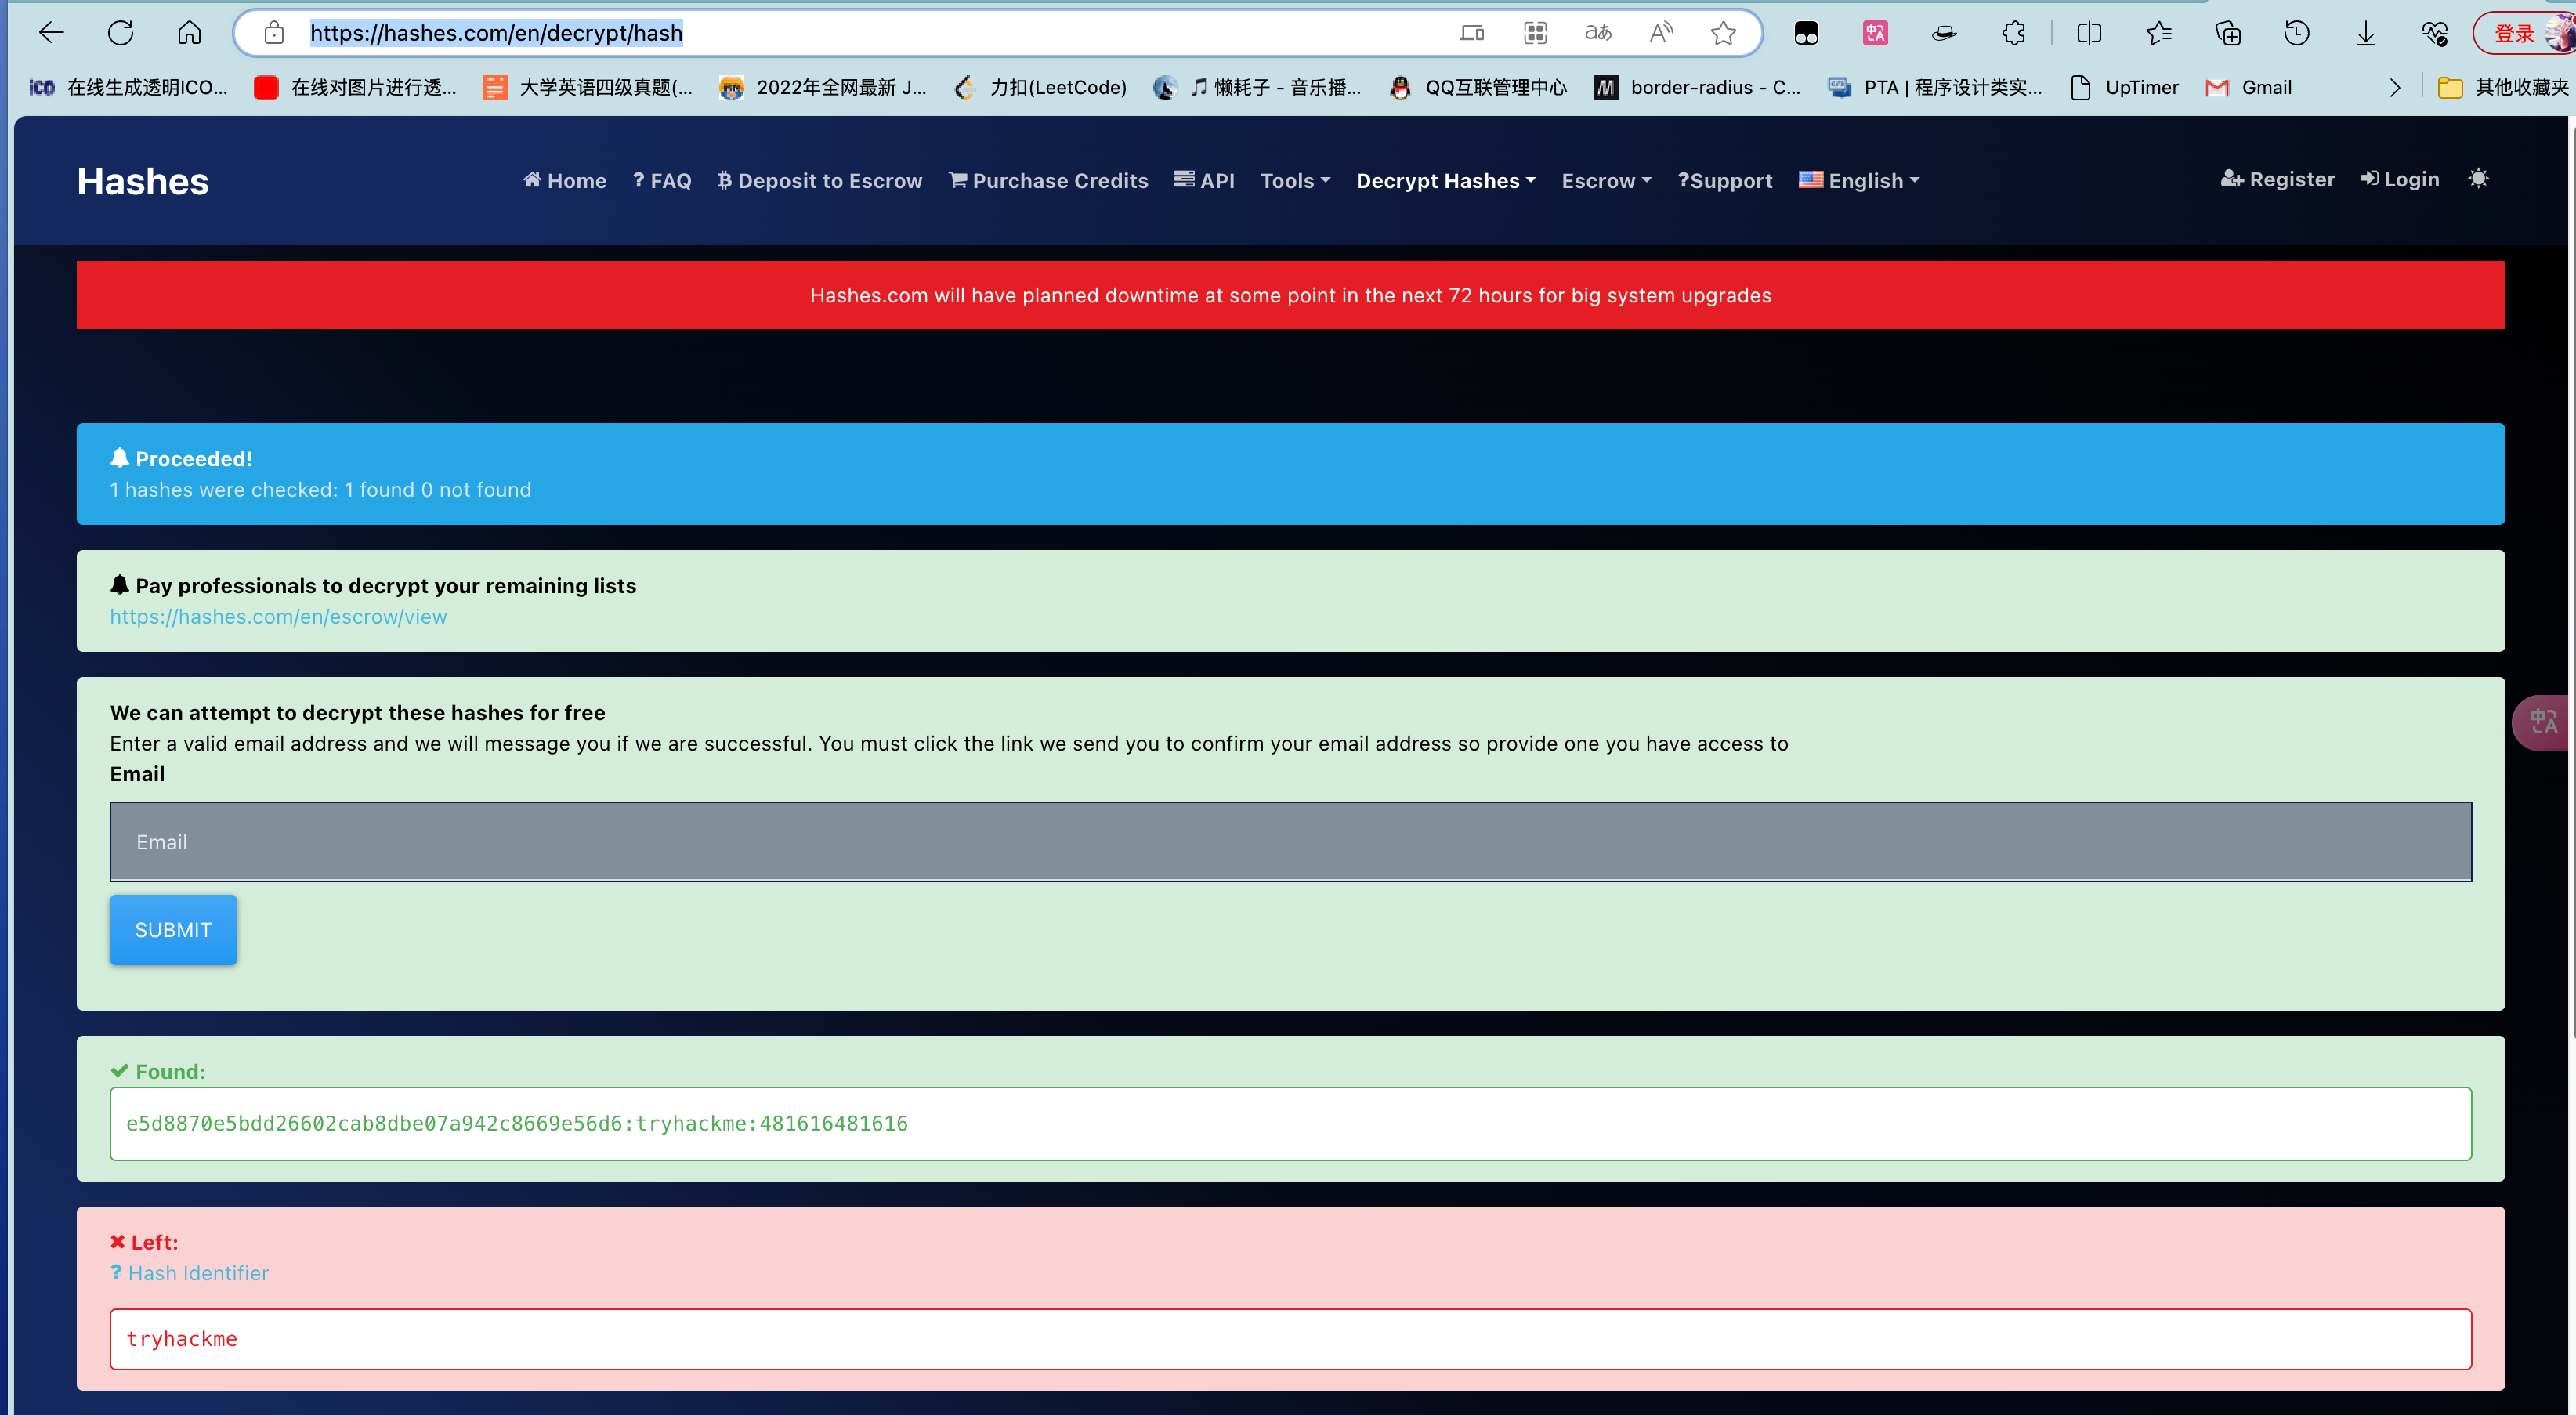 https://hashes.com/en/decrypt/hash
登录
ICO 在线生成透明ICO...
在线对图片进行透...
大学英语四级真题(...
2022年全网最新 J...
力扣(LeetCode)
懒耗子 - 音乐播...
QQ互联管理中心
border-radius - C...
PTA | 程序设计类实...
UpTimer
Gmail
其他收藏夹
Hashes
Home
? FAQ
Deposit to Escrow
Purchase Credits
API
Tools
Decrypt Hashes
Escrow
?Support
English
Register
Login
Hashes.com will have planned downtime at some point in the next 72 hours for big system upgrades
Proceeded!
1 hashes were checked: 1 found 0 not found
Pay professionals to decrypt your remaining lists
https://hashes.com/en/escrow/view
We can attempt to decrypt these hashes for free
Enter a valid email address and we will message you if we are successful. You must click the link we send you to confirm your email address so provide one you have access to
Email
Email
SUBMIT
Found:
e5d8870e5bdd26602cab8dbe07a942c8669e56d6:tryhackme:481616481616
Left:
? Hash Identifier
tryhackme